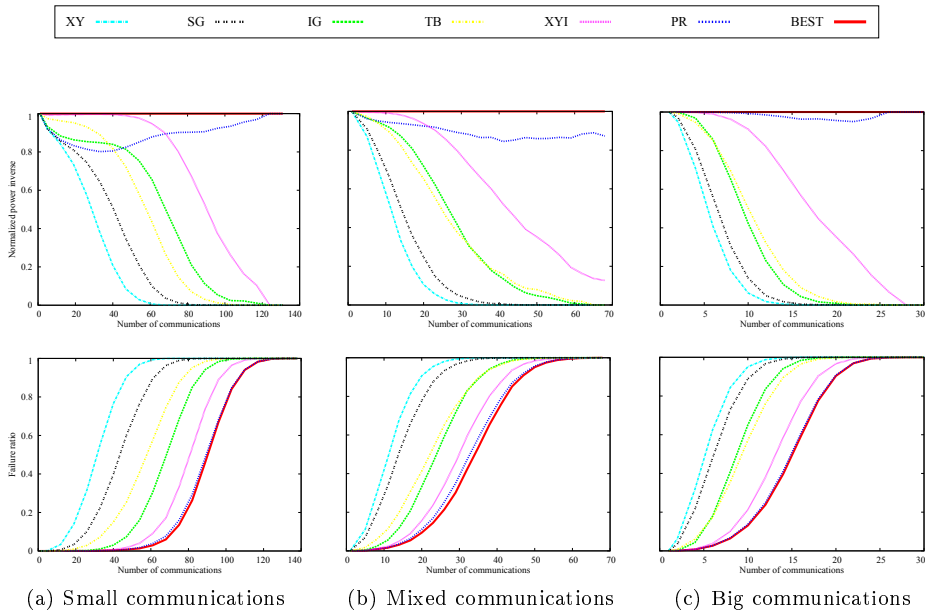 XY SG IG TB XYI PR BEST
Normalized power inverse
1
0.8
0.6
0.4
0.2
0
0 20 40 60 80 100 120 140
Number of communications
0 10 20 30 40 50 60 70
Number of communications
0 5 10 15 20 25 30
Number of communications
Failure ratio
1
0.8
0.6
0.4
0.2
0
0 20 40 60 80 100 120 140
Number of communications
0 10 20 30 40 50 60 70
Number of communications
0 5 10 15 20 25 30
Number of communications
(a) Small communications
(b) Mixed communications
(c) Big communications